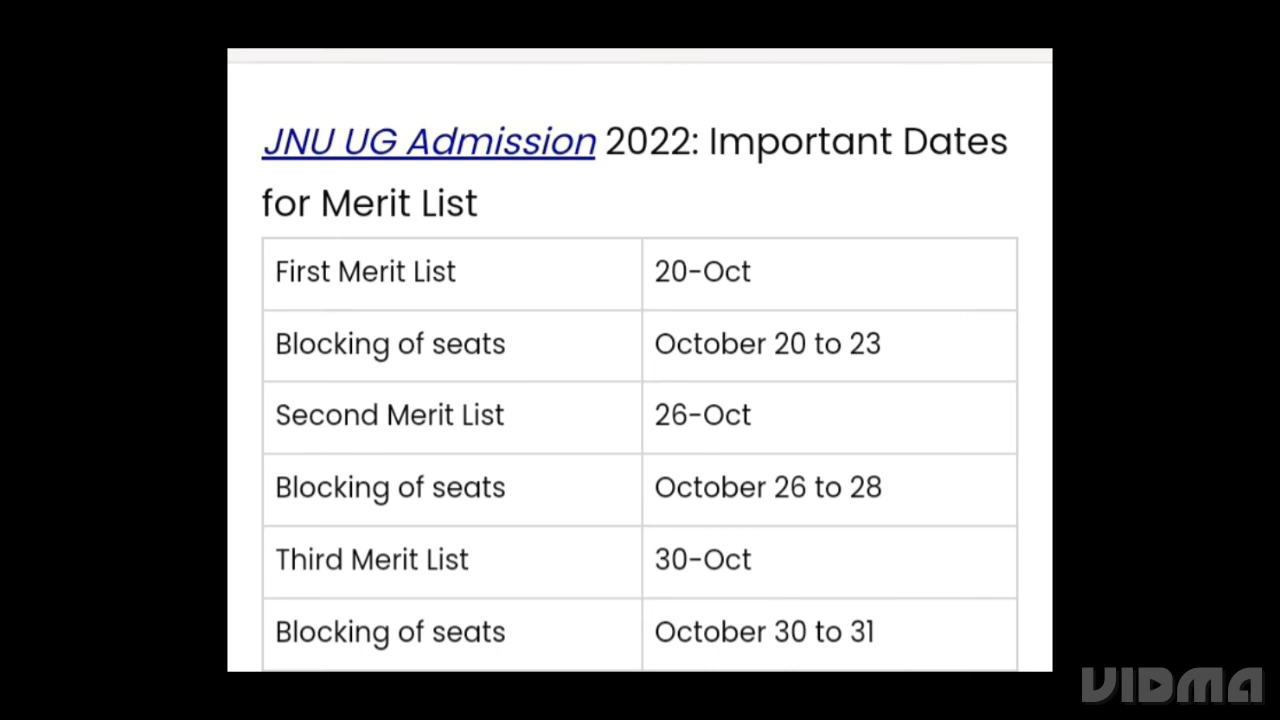 JNU UG Admission 2022: Important Dates
for Merit List
First Merit List 20-Oct
Blocking of seats October 20 to 23
Second Merit List 26-Oct
Blocking of seats October 26 to 28
Third Merit List 30-Oct
Blocking of seats October 30 to 31
VIDMA